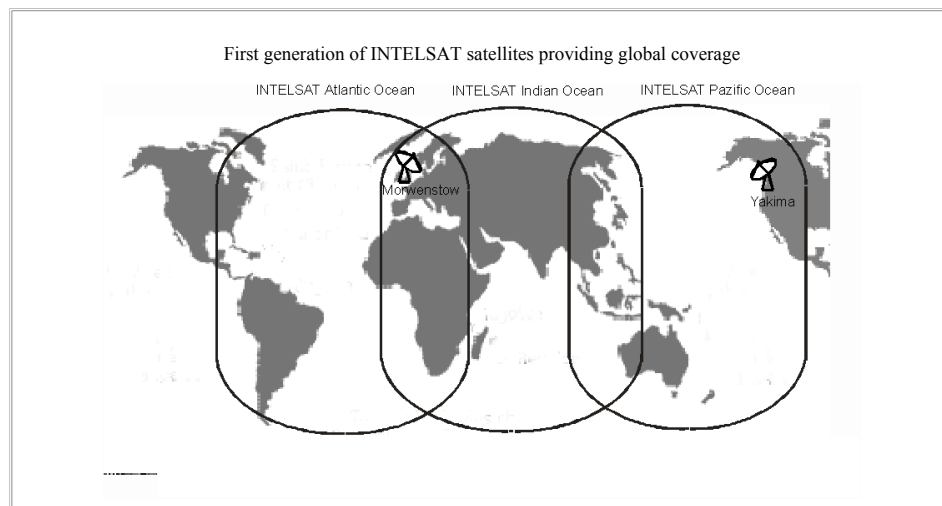 First generation of INTELSAT satellites providing global coverage
INTELSAT Atlantic Ocean INTELSAT Indian Ocean INTELSAT Pazific Ocean
Morwenstow
Yakima